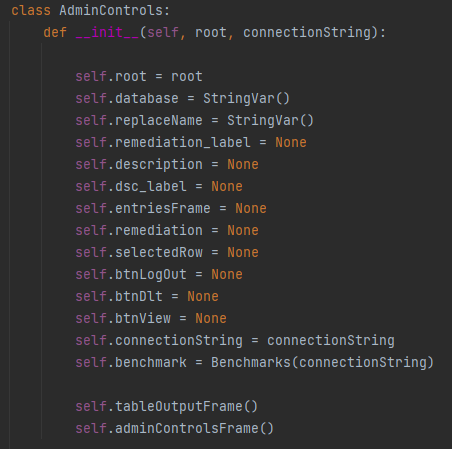 class AdminControls:
    def __init__(self, root, connectionString):

        self.root = root
        self.database = StringVar()
        self.replaceName = StringVar()
        self.remediation_label = None
        self.description = None
        self.dsc_label = None
        self.entriesFrame = None
        self.remediation = None
        self.selectedRow = None
        self.btnLogOut = None
        self.btnDlt = None
        self.btnView = None
        self.connectionString = connectionString
        self.benchmark = Benchmarks(connectionString)

        self.tableOutputFrame()
        self.adminControlsFrame()